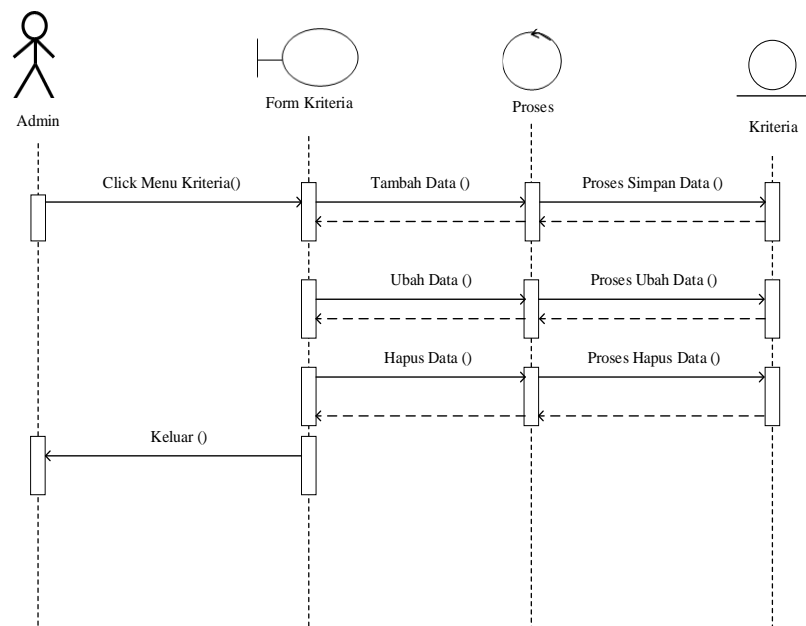 Admin
Form Kriteria
Proses
Kriteria
Click Menu Kriteria()
Tambah Data ()
Proses Simpan Data ()
Ubah Data ()
Proses Ubah Data ()
Hapus Data ()
Proses Hapus Data ()
Keluar ()